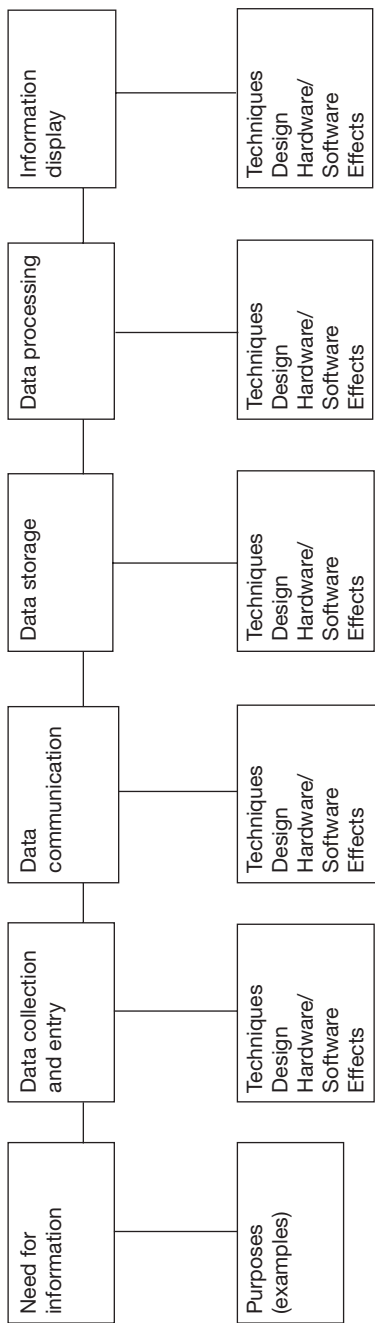 Need for
information
Data collection
and entry
Data
communication
Data storage
Data processing
Information
display
Purposes
(examples)
Techniques
Design
Hardware/
Software
Effects
Techniques
Design
Hardware/
Software
Effects
Techniques
Design
Hardware/
Software
Effects
Techniques
Design
Hardware/
Software
Effects
Techniques
Design
Hardware/
Software
Effects